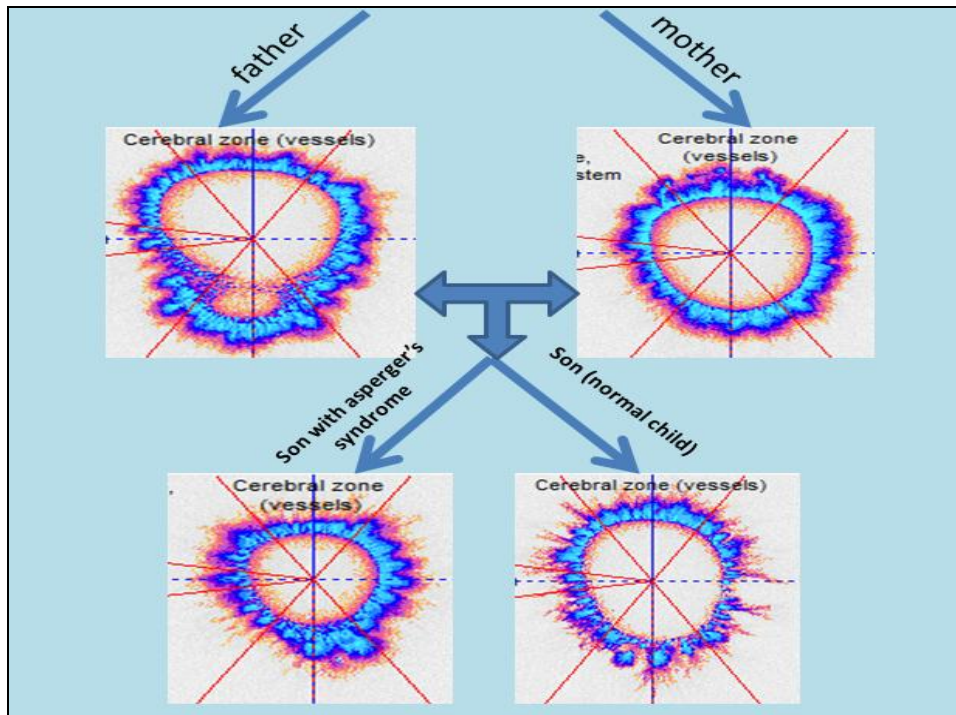 father
mother
Cerebral zone (vessels)
Cerebral zone
(vessels)
e,
stem
Son with asperger's
syndrome
Son (normal child)
,
Cerebral zone
(vessels)
Cerebral zone (vessels)